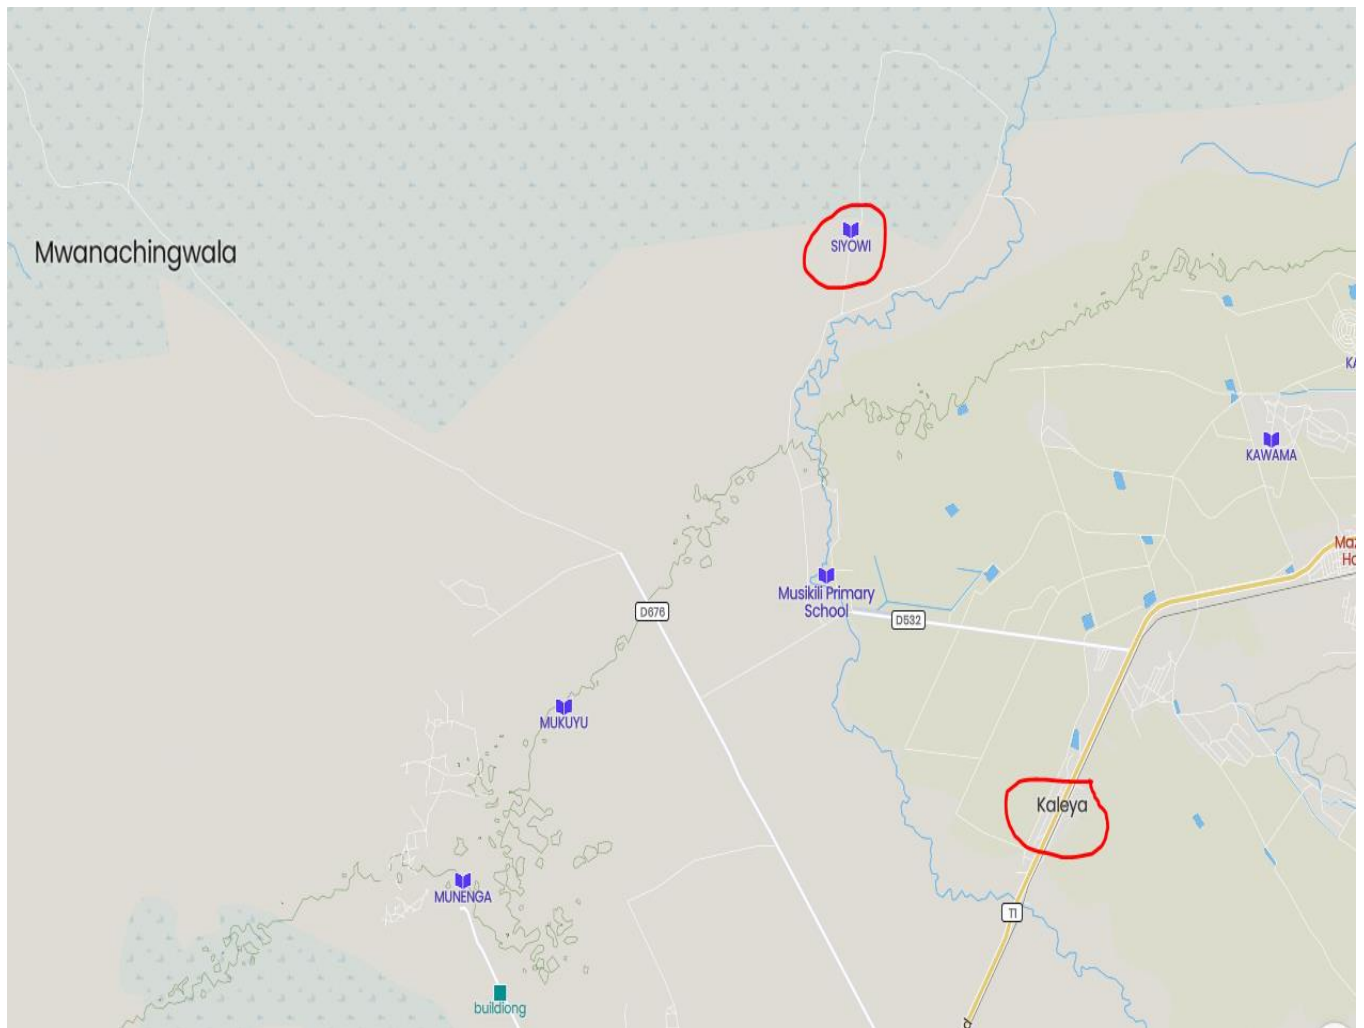 SIYOWI
Mwanachingwala
KAWAMA
Musikili Primary
School
D676
D532
MUKUYU
Kaleya
MUNENGA
T1
buildiong